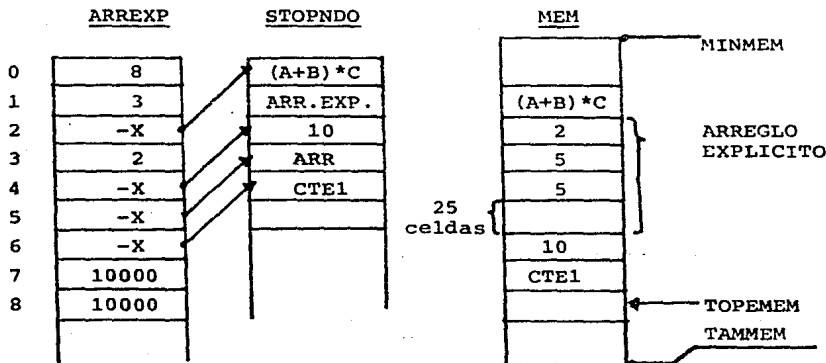 ARREXP STOPNDO MEM
MINMEM
0 8 (A+B)*C
1 3 ARR.EXP. (A+B)*C
2 -X 10 2 ARREGLO
3 2 ARR 5 EXPLICITO
4 -X CTE1 5
5 -X 25
celdas
6 -X 10
7 10000 CTE1
8 10000 TOPEMEM
TAMMEM